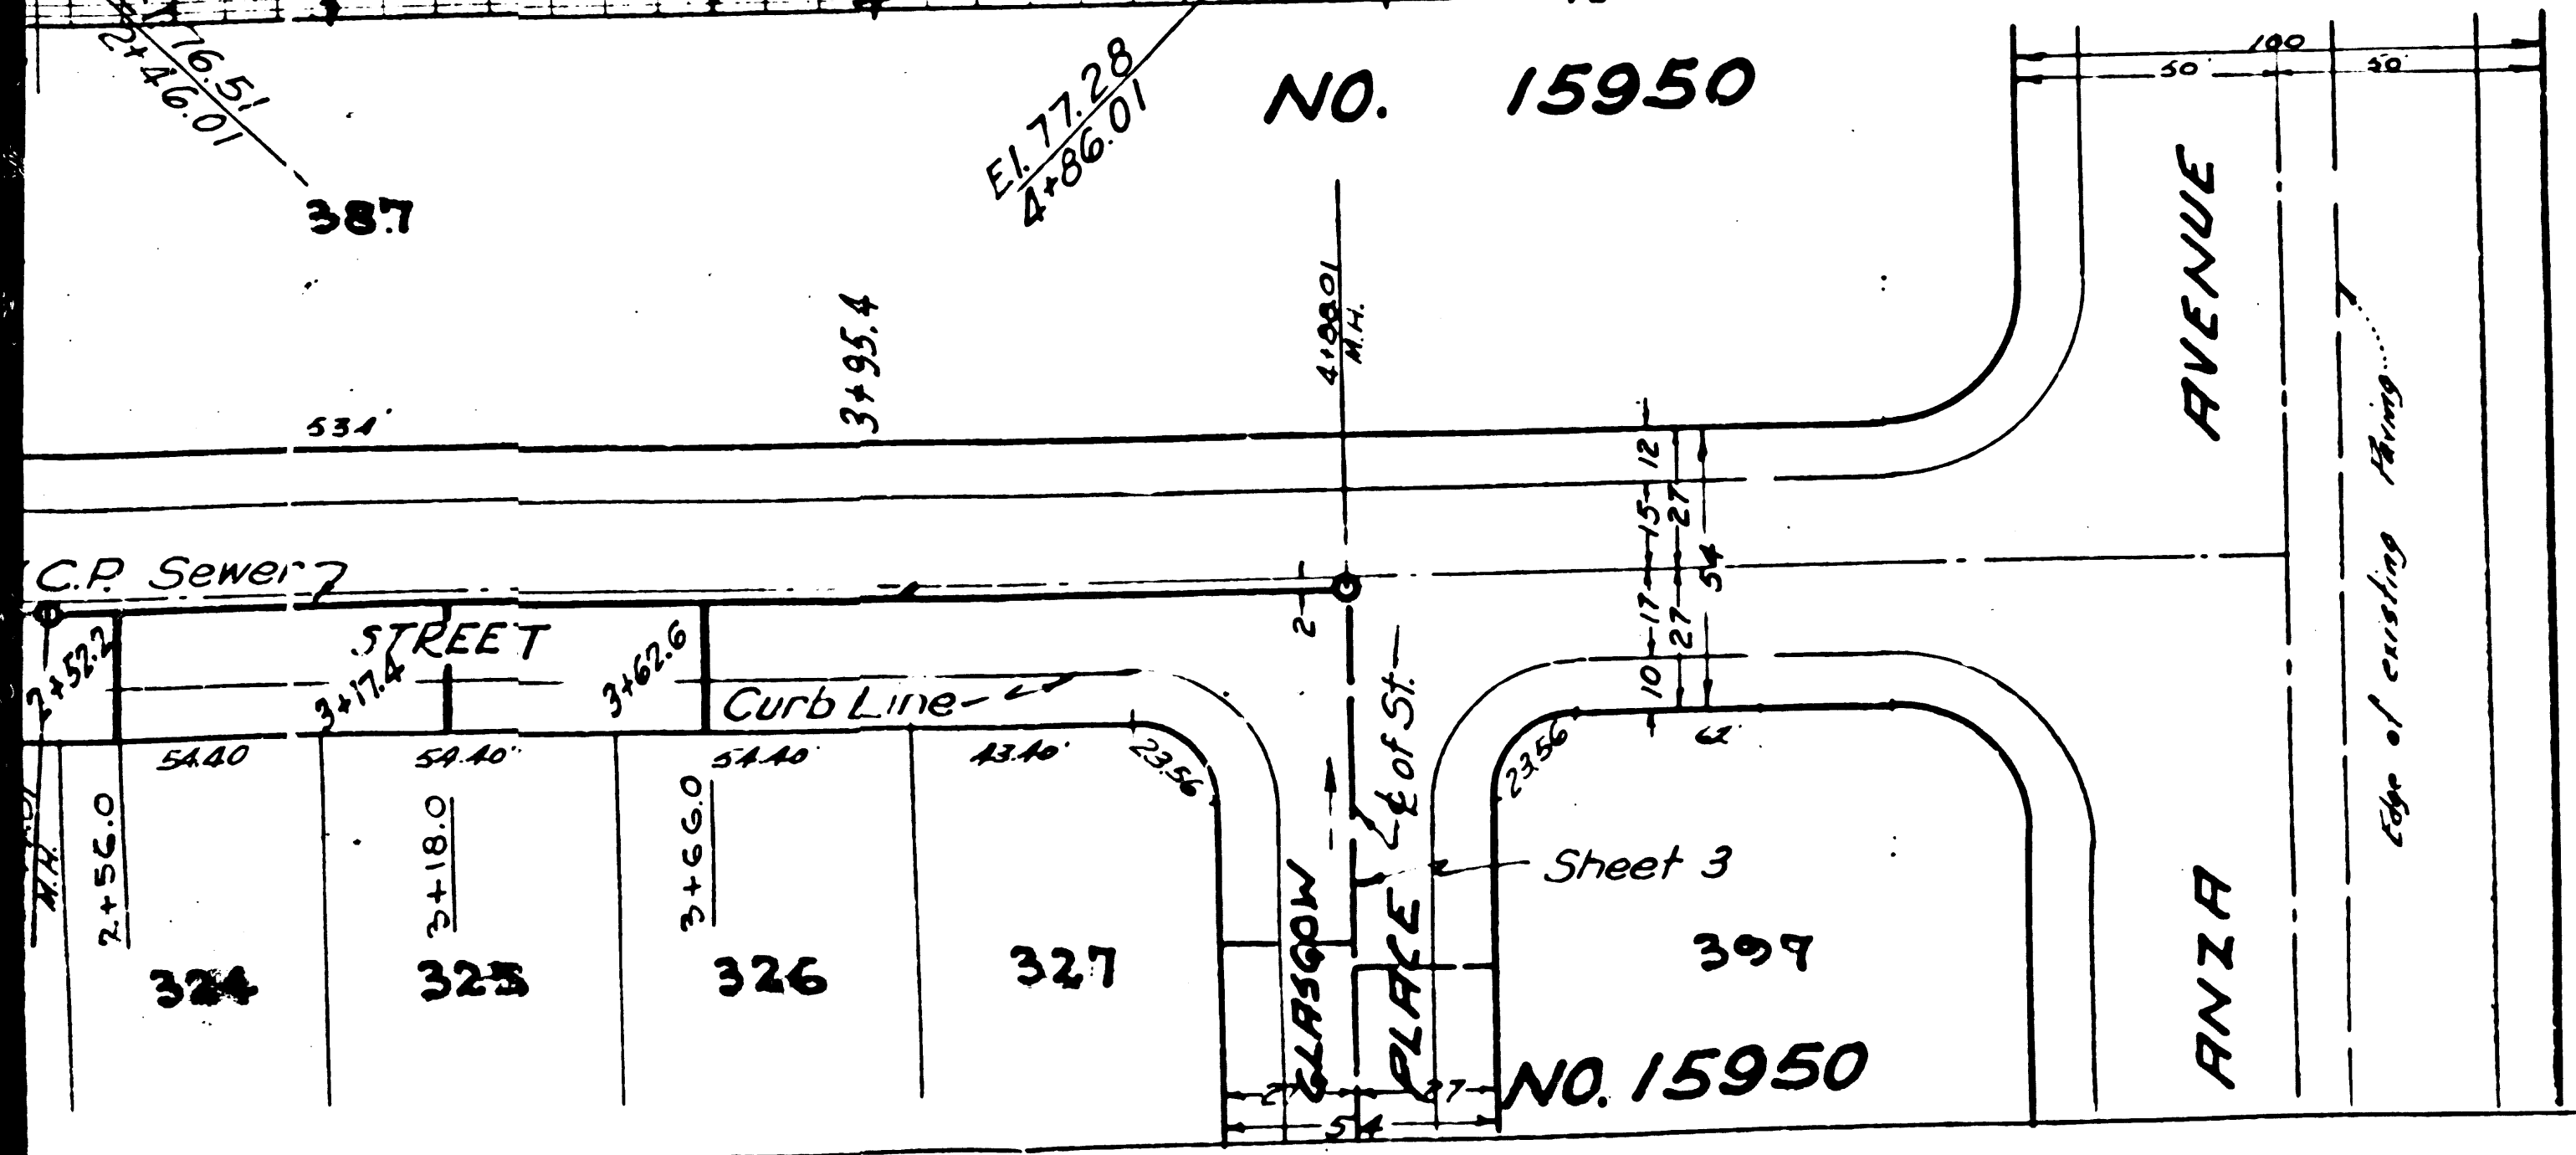 76.51
2+46.01
El. 77.28
4+86.01
NO. 15950
100
50
50
387
3+95.4
M.H.
AVENUE
534'
12
15
27
17
27
54
10
C.P. Sewer
STREET
2
2+52.2
3+17.4
3+62.6
Curb Line
℄ of St.
Edge of existing Paving
54.40
54.40'
54.40'
43.40'
23.56
23.56
62'
M.H.
2+56.0
3+18.0
3+66.0
Sheet 3
324
325
326
327
GLASGOW
PLACE
397
ANZA
27
27
54
NO. 15950